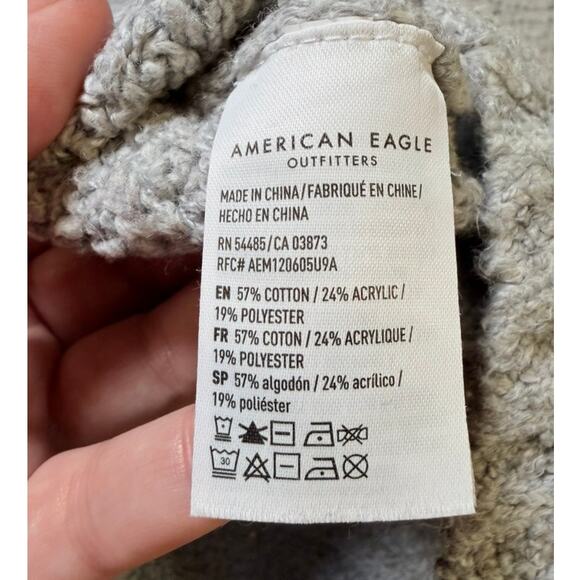 AMERICAN EAGLE
OUTFITTERS
MADE IN CHINA/FABRIQUÉ EN CHINE/
HECHO EN CHINA
RN 54485/CA 03873
RFC# AEM120605U9A
EN 57% COTTON / 24% ACRYLIC /
19% POLYESTER
FR 57% COTON / 24% ACRYLIQUE /
19% POLYESTER
SP 57% algodón / 24% acrílico /
19% poliéster
30